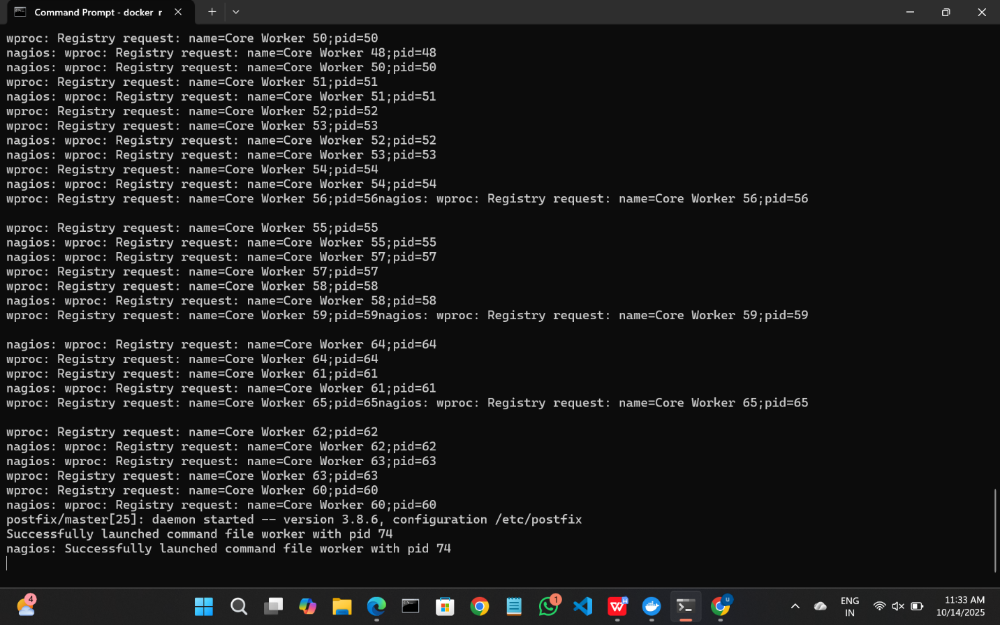 Command Prompt - docker r
wproc: Registry request: name=Core Worker 50;pid=50
nagios: wproc: Registry request: name=Core Worker 48;pid=48
nagios: wproc: Registry request: name=Core Worker 50;pid=50
wproc: Registry request: name=Core Worker 51;pid=51
nagios: wproc: Registry request: name=Core Worker 51;pid=51
wproc: Registry request: name=Core Worker 52;pid=52
wproc: Registry request: name=Core Worker 53;pid=53
nagios: wproc: Registry request: name=Core Worker 52;pid=52
nagios: wproc: Registry request: name=Core Worker 53;pid=53
wproc: Registry request: name=Core Worker 54;pid=54
nagios: wproc: Registry request: name=Core Worker 54;pid=54
wproc: Registry request: name=Core Worker 56;pid=56nagios: wproc: Registry request: name=Core Worker 56;pid=56
wproc: Registry request: name=Core Worker 55;pid=55
nagios: wproc: Registry request: name=Core Worker 55;pid=55
nagios: wproc: Registry request: name=Core Worker 57;pid=57
wproc: Registry request: name=Core Worker 57;pid=57
wproc: Registry request: name=Core Worker 58;pid=58
nagios: wproc: Registry request: name=Core Worker 58;pid=58
wproc: Registry request: name=Core Worker 59;pid=59nagios: wproc: Registry request: name=Core Worker 59;pid=59
nagios: wproc: Registry request: name=Core Worker 64;pid=64
wproc: Registry request: name=Core Worker 64;pid=64
wproc: Registry request: name=Core Worker 61;pid=61
nagios: wproc: Registry request: name=Core Worker 61;pid=61
wproc: Registry request: name=Core Worker 65;pid=65nagios: wproc: Registry request: name=Core Worker 65;pid=65
wproc: Registry request: name=Core Worker 62;pid=62
nagios: wproc: Registry request: name=Core Worker 62;pid=62
nagios: wproc: Registry request: name=Core Worker 63;pid=63
wproc: Registry request: name=Core Worker 63;pid=63
wproc: Registry request: name=Core Worker 60;pid=60
nagios: wproc: Registry request: name=Core Worker 60;pid=60
postfix/master[25]: daemon started -- version 3.8.6, configuration /etc/postfix
Successfully launched command file worker with pid 74
nagios: Successfully launched command file worker with pid 74
4
1
W
u
ENG
IN
11:33 AM
10/14/2025